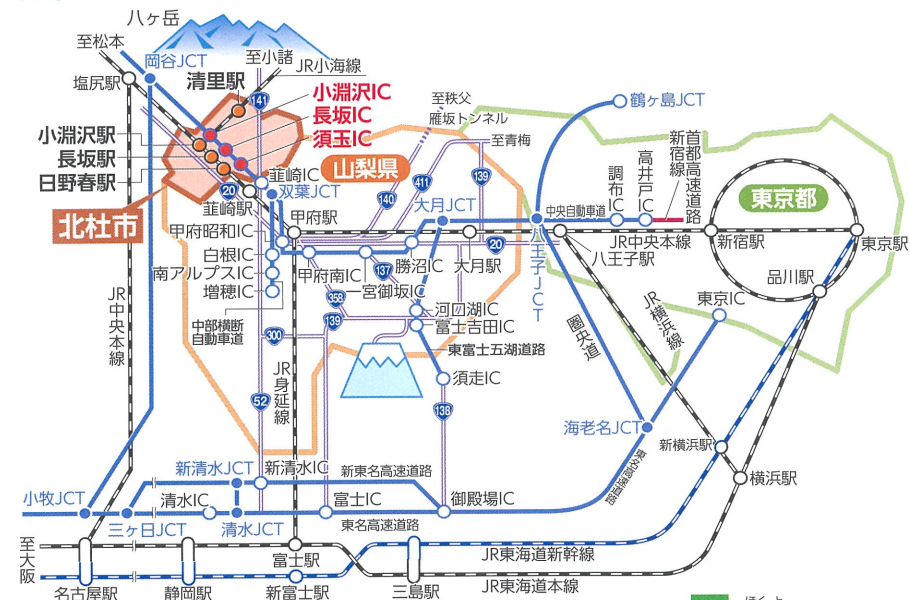 八ヶ岳
至松本
岡谷JCT
塩尻駅
至小諸
JR小海線
清里駅
141
小淵沢IC
長坂IC
須玉IC
小淵沢駅
長坂駅
日野春駅
20
北杜市
山梨県
韮崎IC
双葉JCT
韮崎駅
甲府駅
甲府昭和IC
白根IC
南アルプスIC
増穂IC
中部横断
自動車道
甲府南IC
一宮御坂IC
勝沼IC
大月JCT
大月駅
至秩父
雁坂トンネル
至青梅
140
411
139
20
137
358
139
300
52
138
鶴ヶ島JCT
中央自動車道
調布IC
高井戸IC
首都高速道路
新宿線
東京都
八王子JCT
JR中央本線
八王子駅
新宿駅
東京駅
品川駅
東京IC
圏央道
JR横浜線
河口湖IC
富士吉田IC
東富士五湖道路
須走IC
JR中央本線
JR身延線
海老名JCT
新横浜駅
横浜駅
東名高速道路
新清水JCT
新清水IC
新東名高速道路
小牧JCT
清水IC
富士IC
御殿場IC
三ヶ日JCT
清水JCT
東名高速道路
至大阪
富士駅
JR東海道新幹線
JR東海道本線
名古屋駅
静岡駅
新富士駅
三島駅